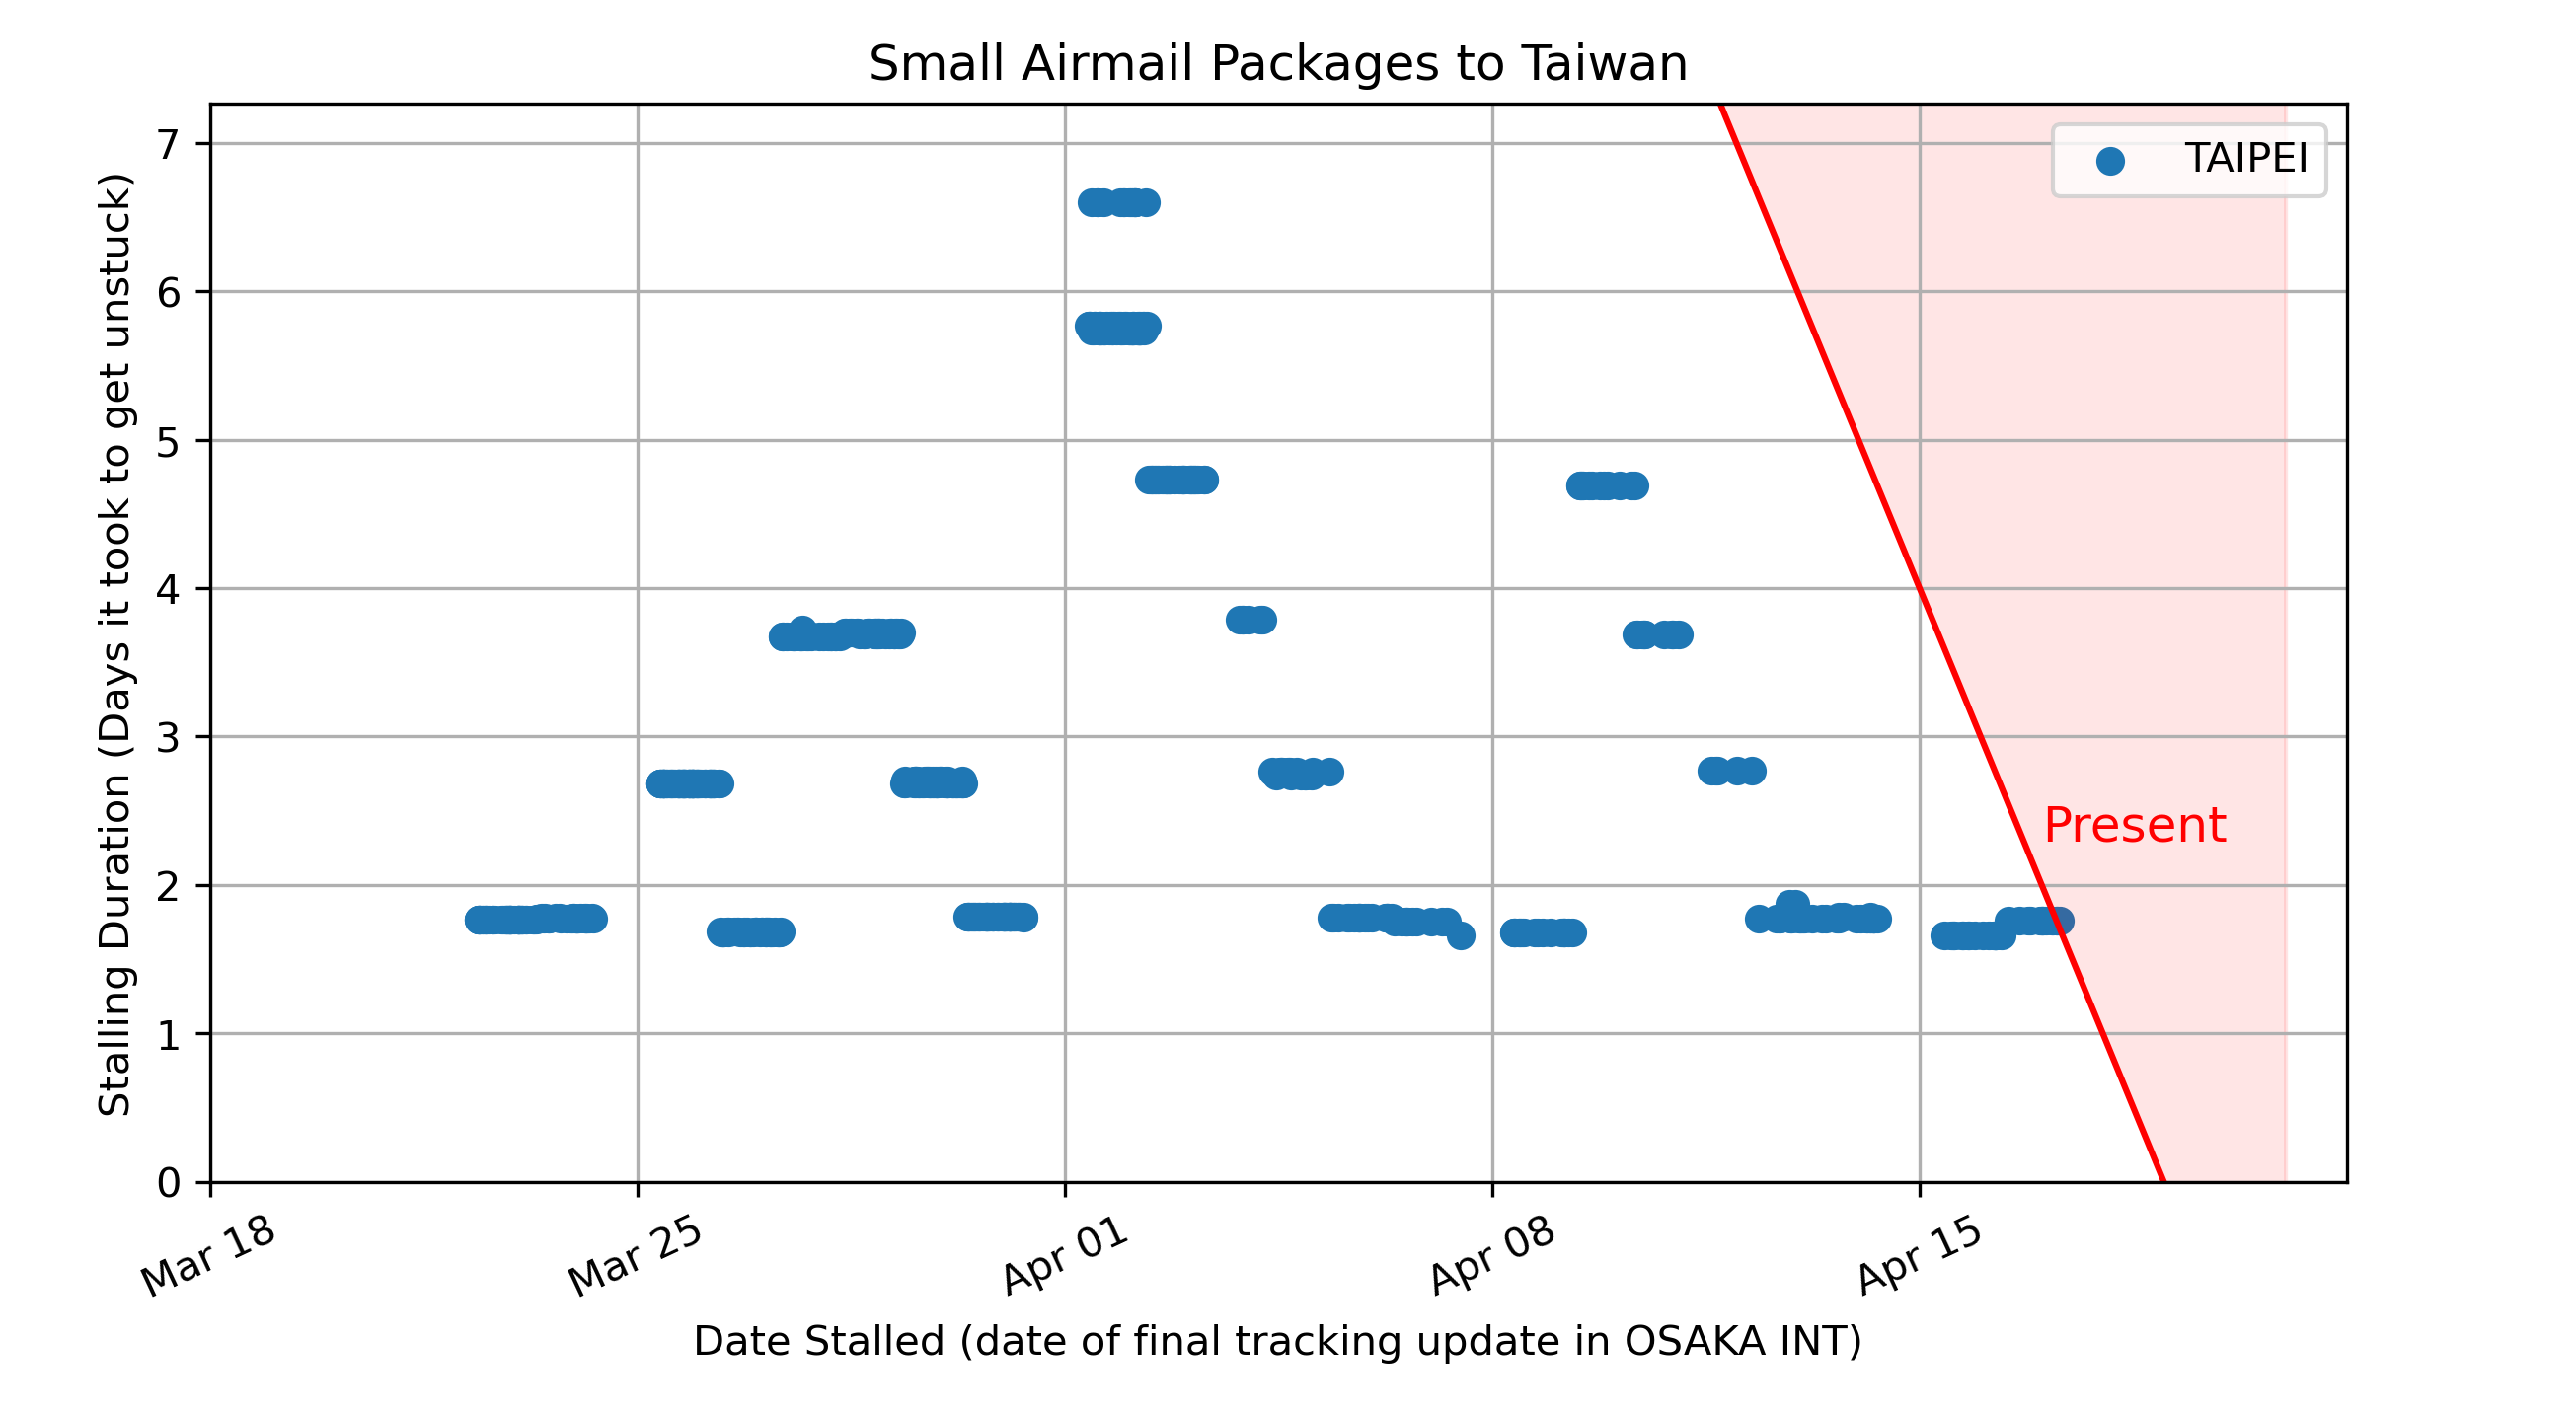 Small Airmail Packages to Taiwan
Stalling Duration (Days it took to get unstuck)
7
6
5
4
3
2
1
0
TAIPEI
Present
Mar 18
Mar 25
Apr 01
Apr 08
Apr 15
Date Stalled (date of final tracking update in OSAKA INT)